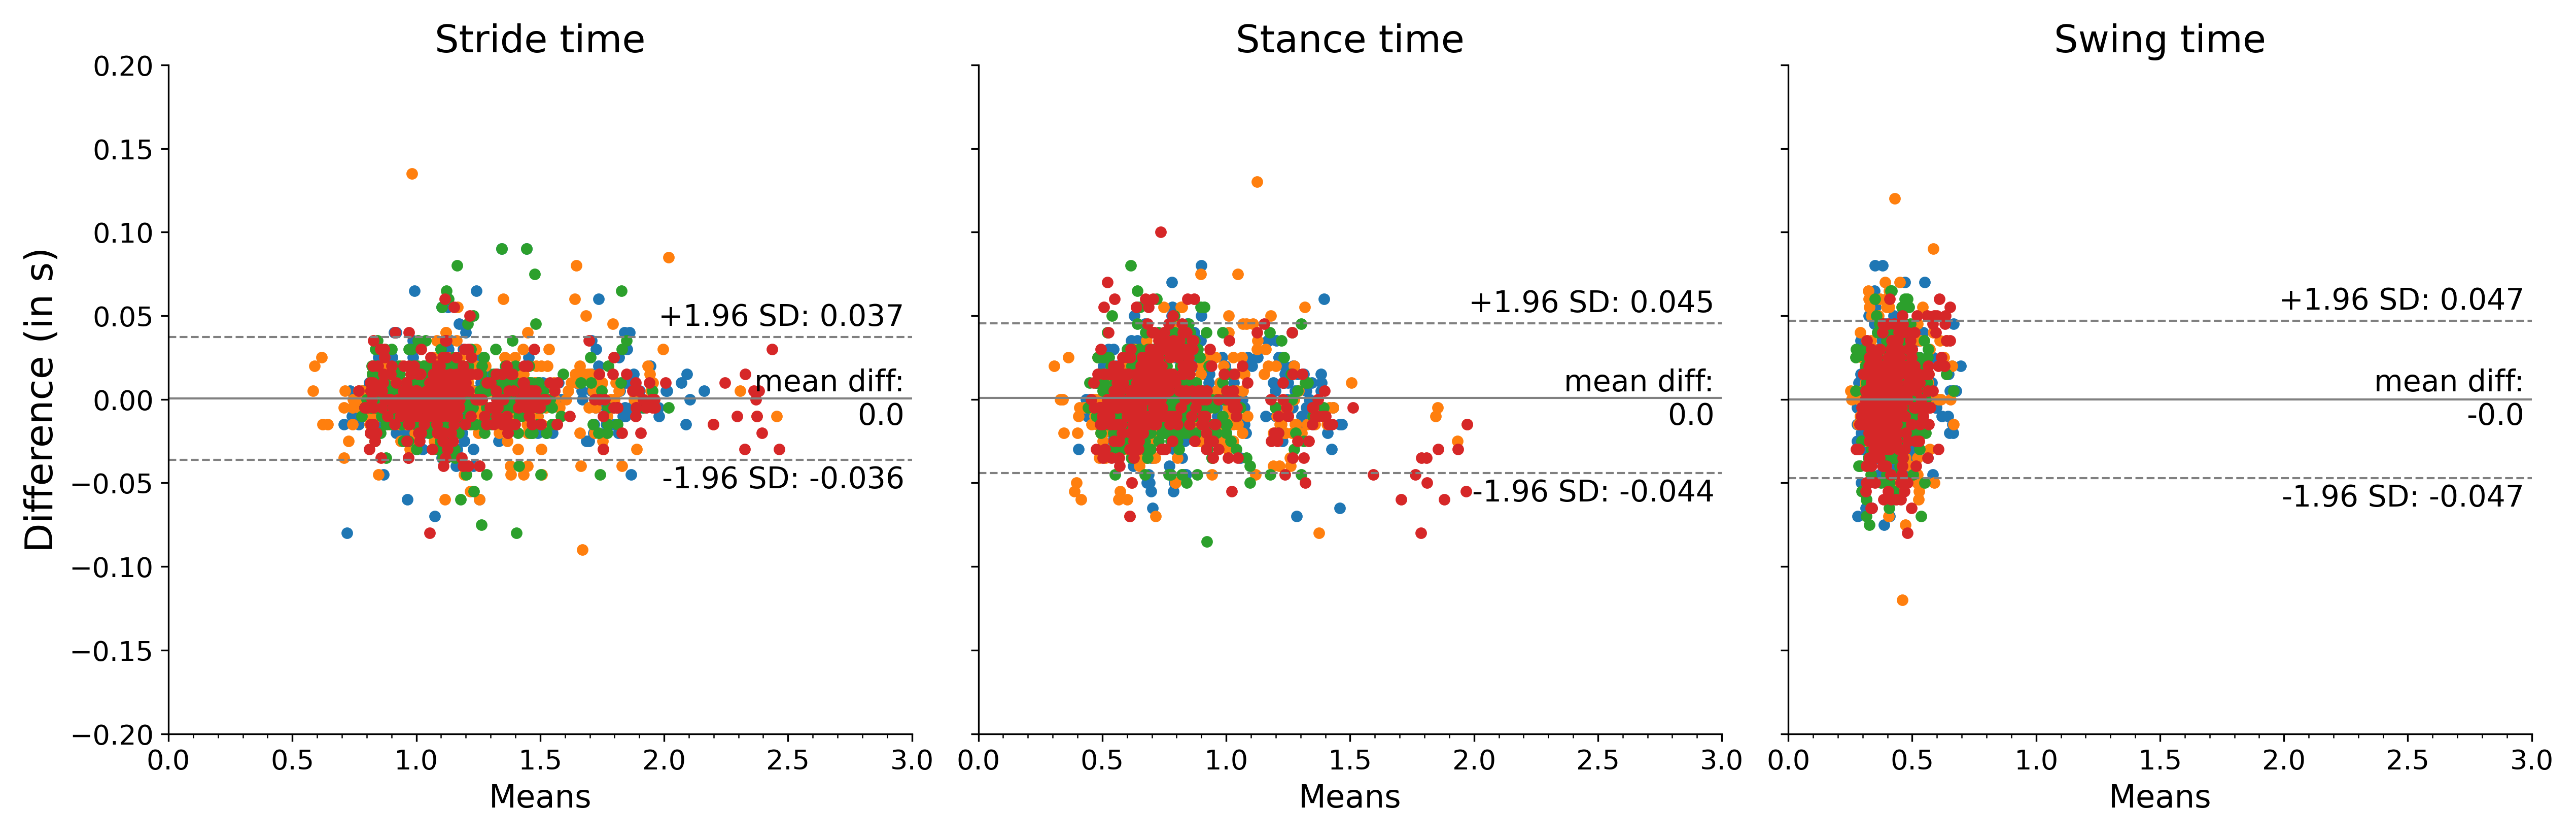 Stride time
Stance time
Swing time
Difference (in s)
0.20
0.15
0.10
0.05
0.00
−0.05
−0.10
−0.15
−0.20
+1.96 SD: 0.037
mean diff:
0.0
-1.96 SD: -0.036
+1.96 SD: 0.045
mean diff:
0.0
-1.96 SD: -0.044
+1.96 SD: 0.047
mean diff:
-0.0
-1.96 SD: -0.047
0.0 0.5 1.0 1.5 2.0 2.5 3.0
0.0 0.5 1.0 1.5 2.0 2.5 3.0
0.0 0.5 1.0 1.5 2.0 2.5 3.0
Means
Means
Means